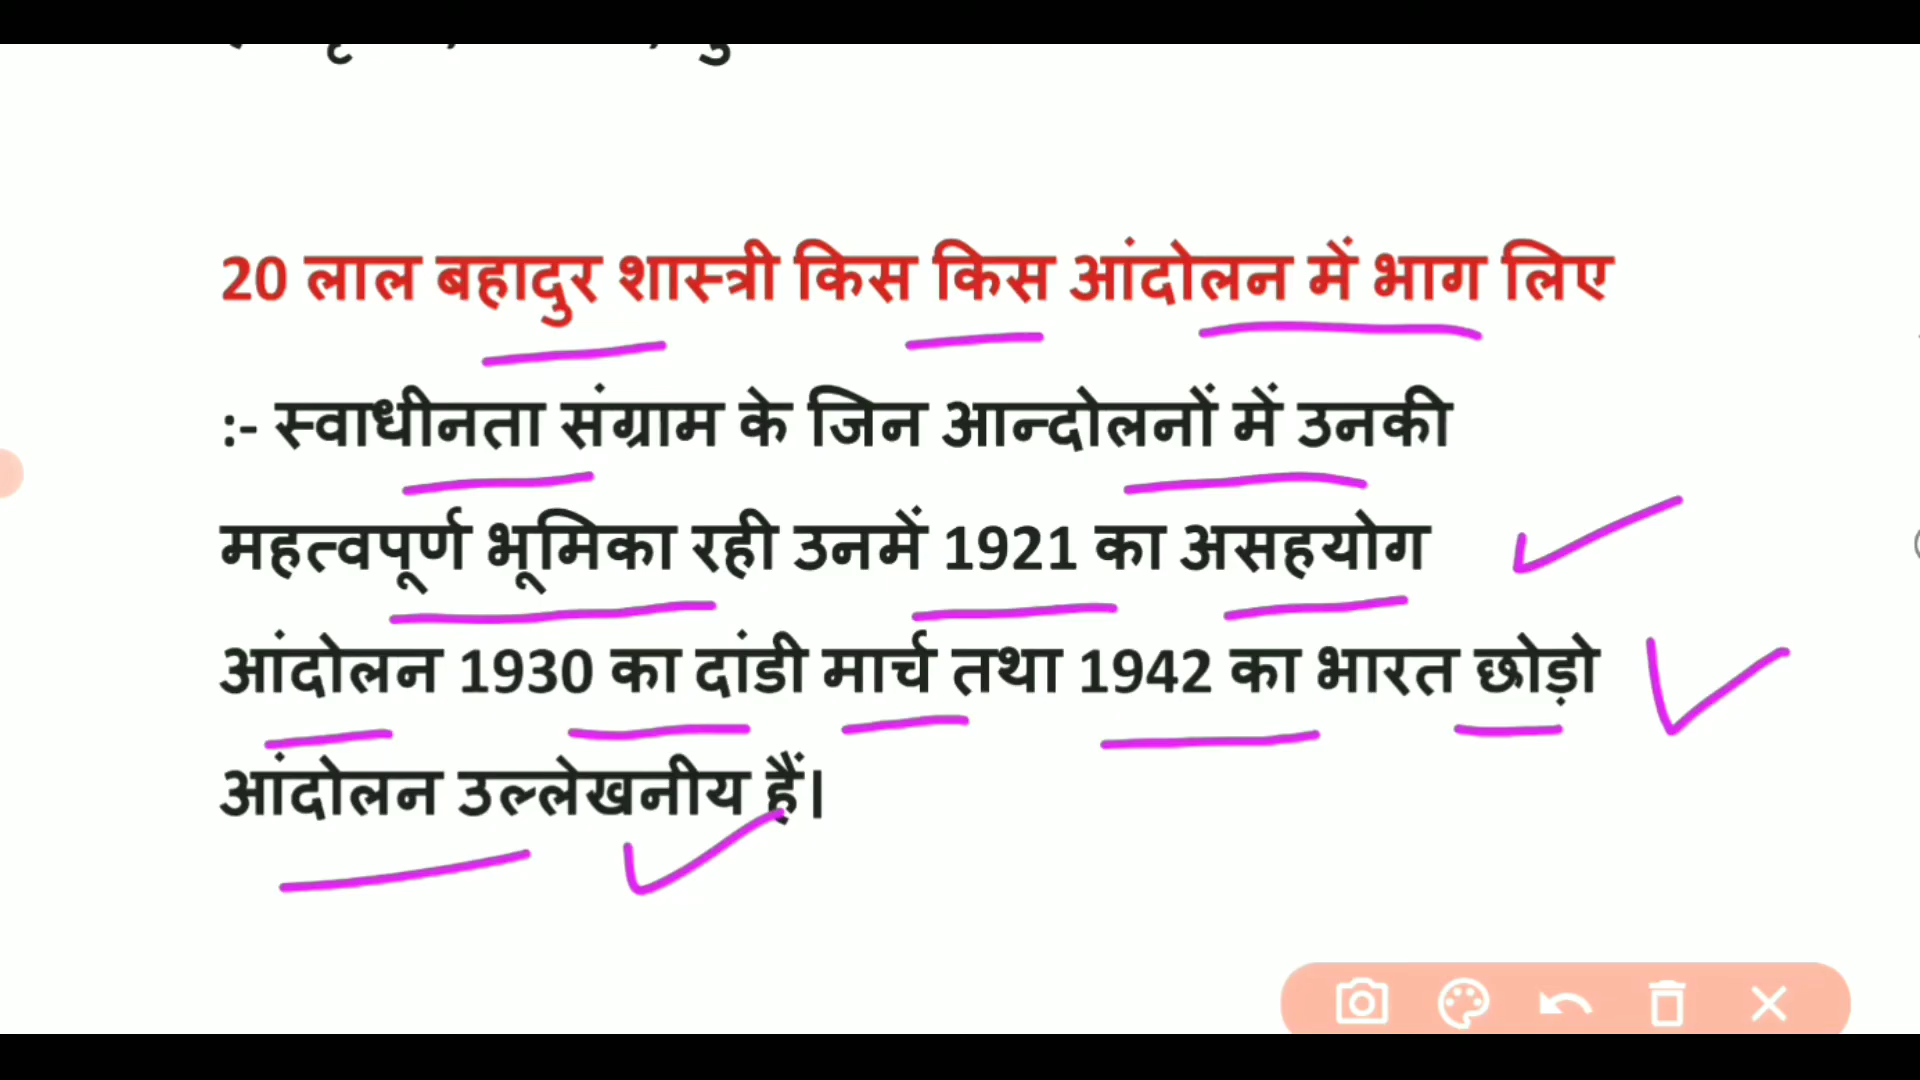 20 लाल बहादुर शास्त्री किस किस आंदोलन में भाग लिए
:- स्वाधीनता संग्राम के जिन आन्दोलनों में उनकी
महत्वपूर्ण भूमिका रही उनमें 1921 का असहयोग
आंदोलन 1930 का दांडी मार्च तथा 1942 का भारत छोड़ो
आंदोलन उल्लेखनीय हैं।